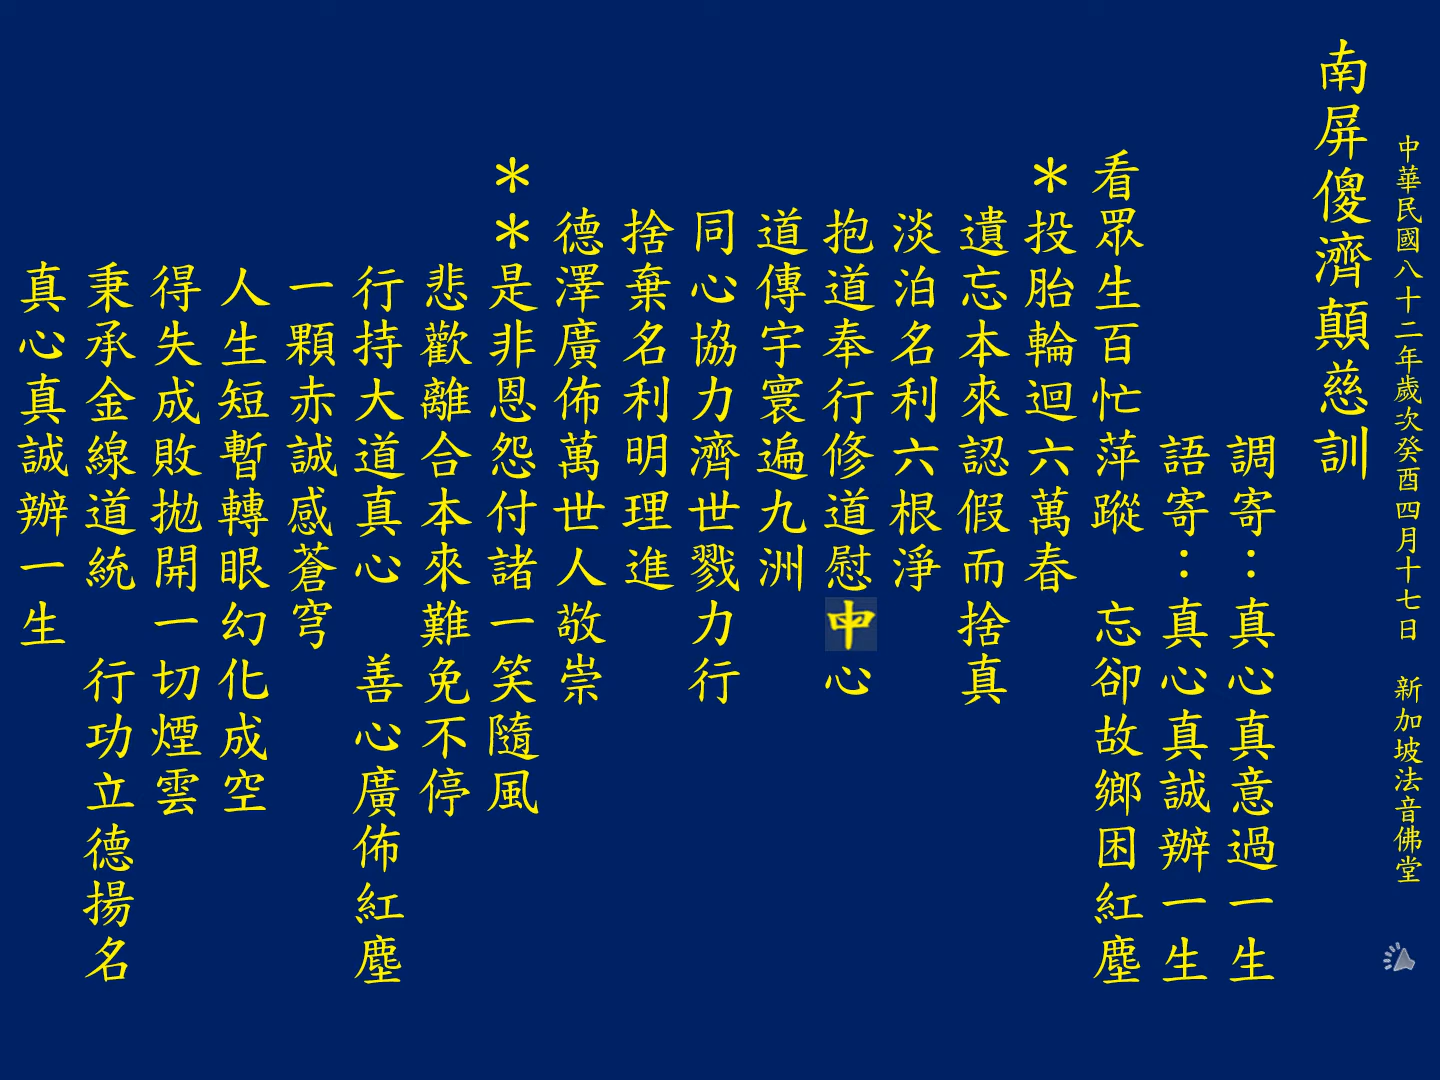 中華民國八十二年歲次癸酉四月十七日　新加坡法音佛堂
南屏傻濟顛慈訓
調寄：真心真意過一生
語寄：真心真誠辦一生
看眾生百忙萍蹤　忘卻故鄉困紅塵
＊投胎輪迴六萬春
遺忘本來認假而捨真
淡泊名利六根淨
抱道奉行修道慰中心
道傳宇寰遍九洲
同心協力濟世戮力行
捨棄名利明理進
德澤廣佈萬世人敬崇
＊＊是非恩怨付諸一笑隨風
悲歡離合本來難免不停
行持大道真心　善心廣佈紅塵
一顆赤誠感蒼穹
人生短暫轉眼幻化成空
得失成敗拋開一切煙雲
秉承金線道統　行功立德揚名
真心真誠辦一生